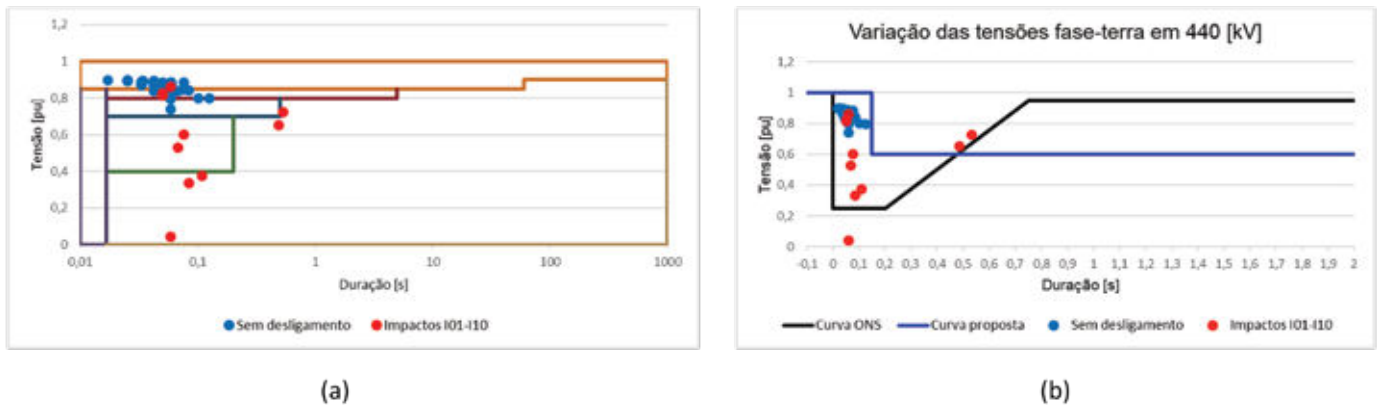 1,2
1
0,8
0,6
0,4
0,2
0
Tensão [pu]
0,01
0,1
1
10
100
1000
Duração [s]
Sem desligamento
Impactos I01-I10
(a)
Variação das tensões fase-terra em 440 [kV]
1,2
1
0,8
0,6
0,4
0,2
0
Tensão [pu]
-0,1 0 0,1 0,2 0,3 0,4 0,5 0,6 0,7 0,8 0,9 1 1,1 1,2 1,3 1,4 1,5 1,6 1,7 1,8 1,9 2
Duração [s]
Curva ONS
Curva proposta
Sem desligamento
Impactos I01-I10
(b)